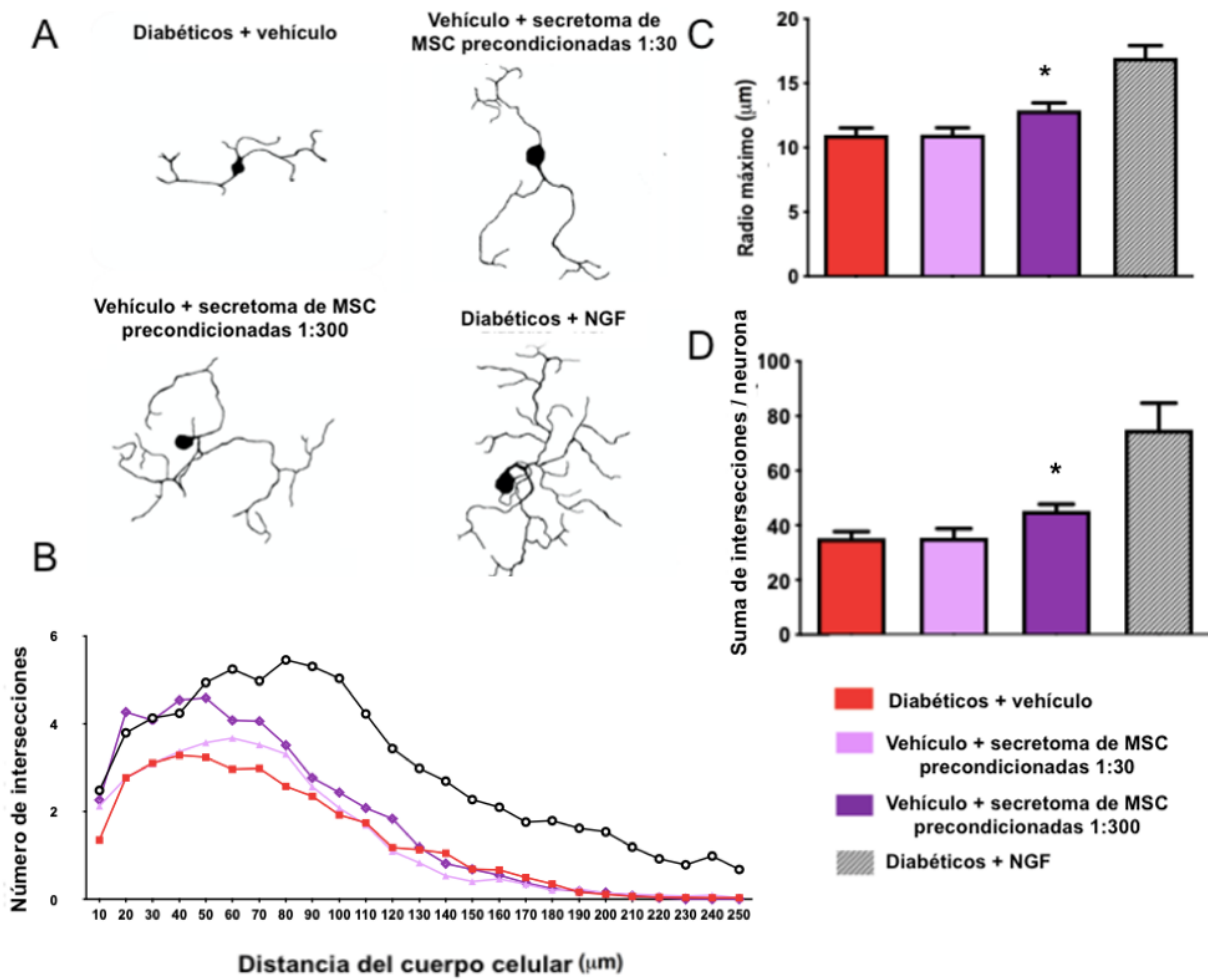 A
Diabéticos + vehículo
Vehículo + secretoma de
MSC precondicionadas 1:30
Vehículo + secretoma de MSC
precondicionadas 1:300
Diabéticos + NGF
B
Número de intersecciones
6
4
2
0
10 20 30 40 50 60 70 80 90 100 110 120 130 140 150 160 170 180 190 200 210 220 230 240 250
Distancia del cuerpo celular (μm)
C
Radio máximo (μm)
20
15
10
5
0
*
D
Suma de intersecciones / neurona
100
80
60
40
20
0
*
Diabéticos + vehículo
Vehículo + secretoma de MSC
precondicionadas 1:30
Vehículo + secretoma de MSC
precondicionadas 1:300
Diabéticos + NGF